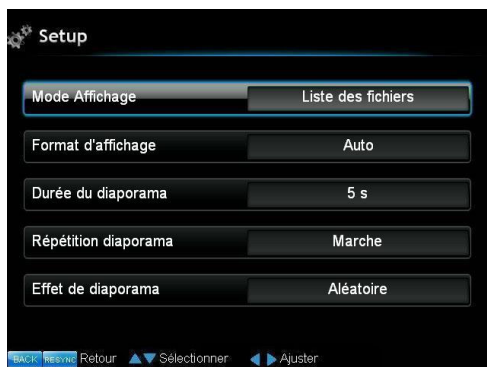 Setup
Mode Affichage Liste des fichiers
Format d'affichage Auto
Durée du diaporama 5 s
Répétition diaporama Marche
Effet de diaporama Aléatoire
BACK RESYNC Retour ▲▼ Sélectionner ◀ ▶ Ajuster